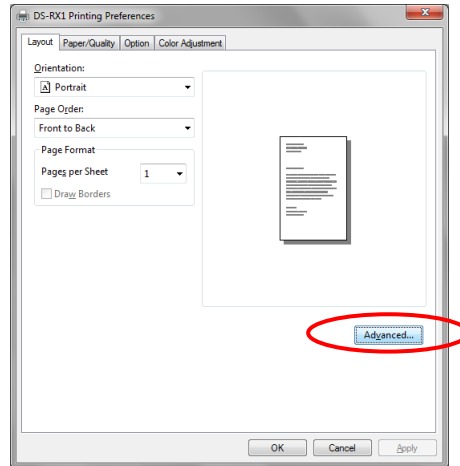 DS-RX1 Printing Preferences
Layout Paper/Quality Option Color Adjustment
Orientation:
A Portrait
Page Order:
Front to Back
Page Format
Pages per Sheet 1
Draw Borders
Advanced...
OK Cancel Apply